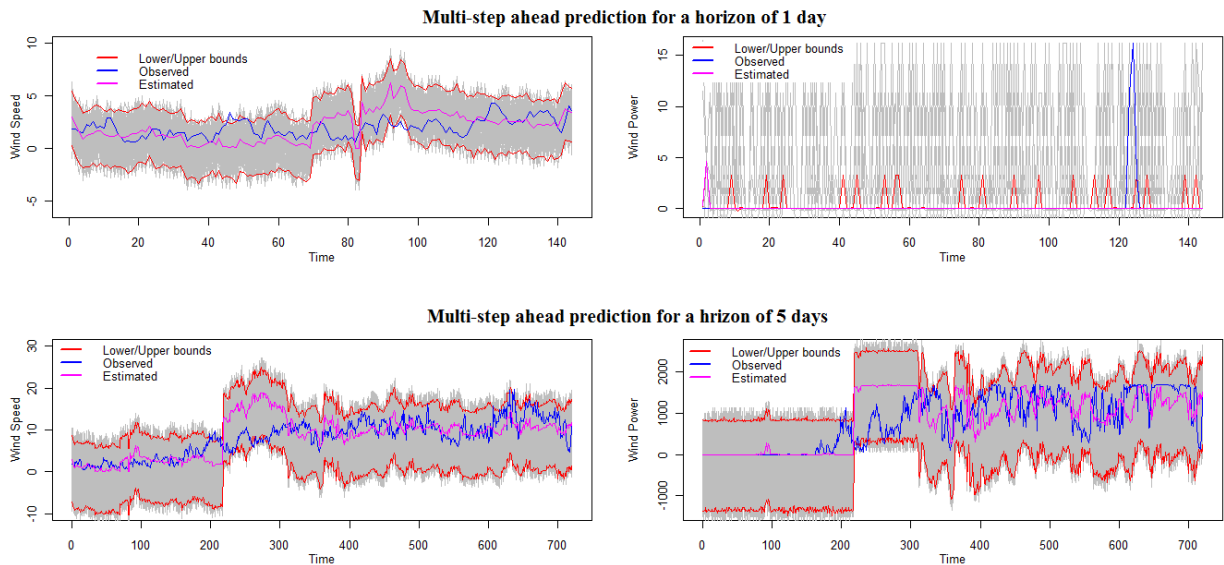 Multi-step ahead prediction for a horizon of 1 day
Wind Speed
10
5
0
-5
Lower/Upper bounds
Observed
Estimated
0 20 40 60 80 100 120 140
Time
Wind Power
15
10
5
0
Lower/Upper bounds
Observed
Estimated
0 20 40 60 80 100 120 140
Time
Multi-step ahead prediction for a hrizon of 5 days
Wind Speed
30
20
10
0
-10
Lower/Upper bounds
Observed
Estimated
0 100 200 300 400 500 600 700
Time
Wind Power
2000
1000
0
-1000
Lower/Upper bounds
Observed
Estimated
0 100 200 300 400 500 600 700
Time